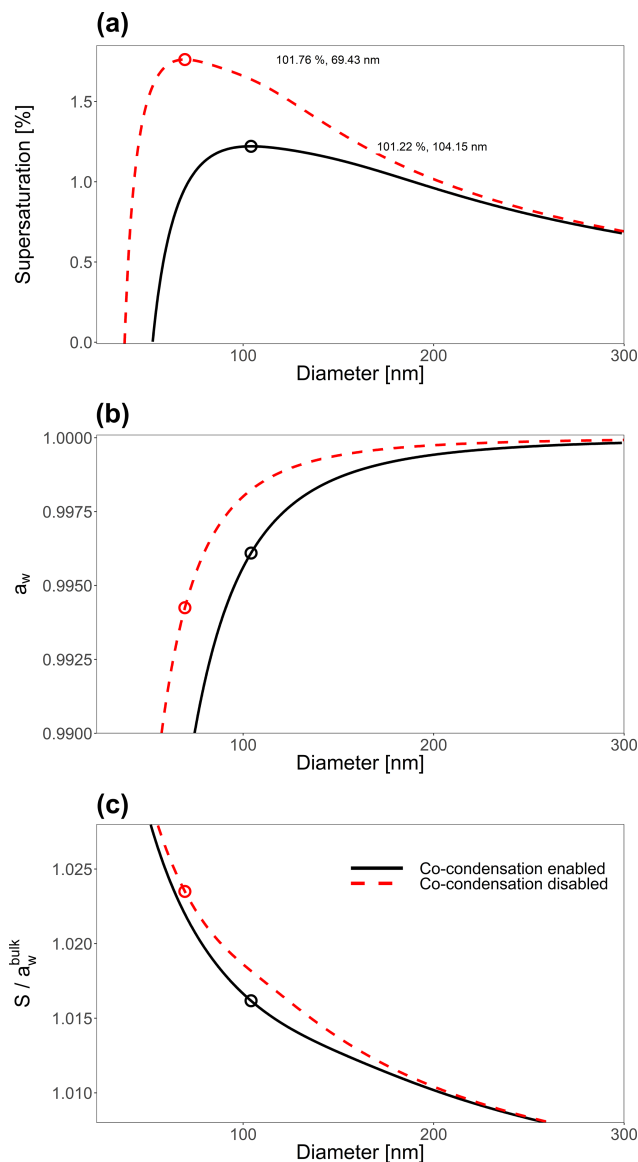 (a)
101.76 %, 69.43 nm
101.22 %, 104.15 nm
Supersaturation [%]
1.5
1.0
0.5
0.0
100
200
300
Diameter [nm]
(b)
1.0000
0.9975
0.9950
0.9925
0.9900
a_w
100
200
300
Diameter [nm]
(c)
Co-condensation enabled
Co-condensation disabled
1.025
1.020
1.015
1.010
S / a_w^bulk
100
200
300
Diameter [nm]